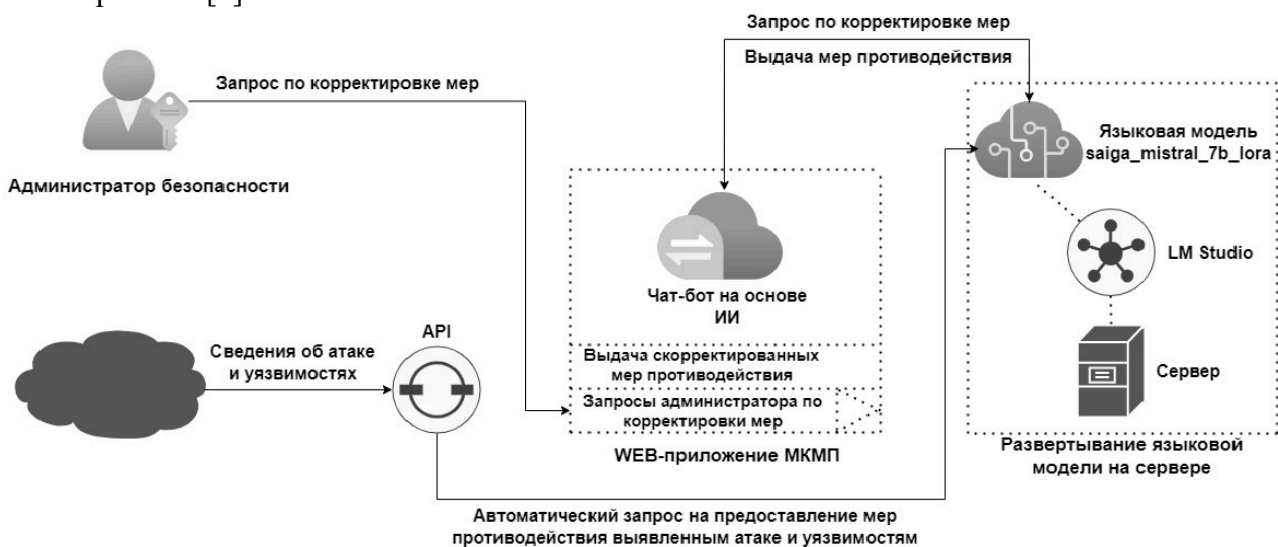 Запрос по корректировке мер
Выдача мер противодействия
Запрос по корректировке мер
Администратор безопасности
Языковая модель
saiga_mistral_7b_lora
LM Studio
Сервер
Развертывание языковой
модели на сервере
Чат-бот на основе
ИИ
Выдача скорректированных
мер противодействия
Запросы администратора по
корректировки мер
WEB-приложение МКМП
API
Сведения об атаке
и уязвимостях
Автоматический запрос на предоставление мер
противодействия выявленным атаке и уязвимостям